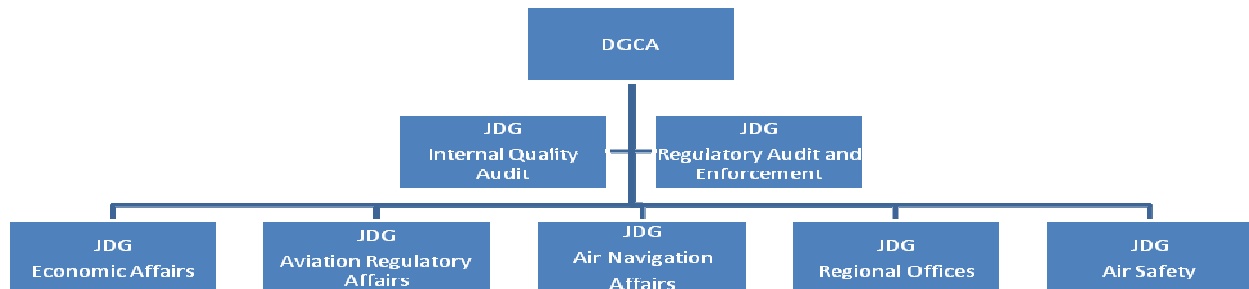 DGCA
JDG
Internal Quality
Audit
JDG
Regulatory Audit and
Enforcement
JDG
Economic Affairs
JDG
Aviation Regulatory
Affairs
JDG
Air Navigation
Affairs
JDG
Regional Offices
JDG
Air Safety